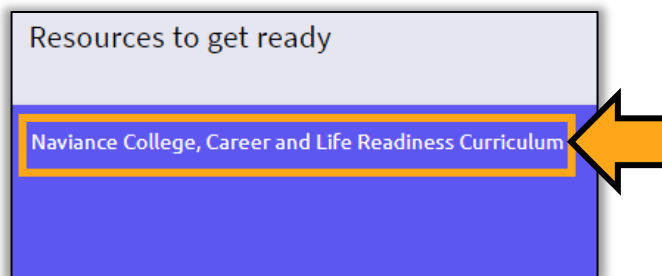 Resources to get ready
Naviance College, Career and Life Readiness Curriculum